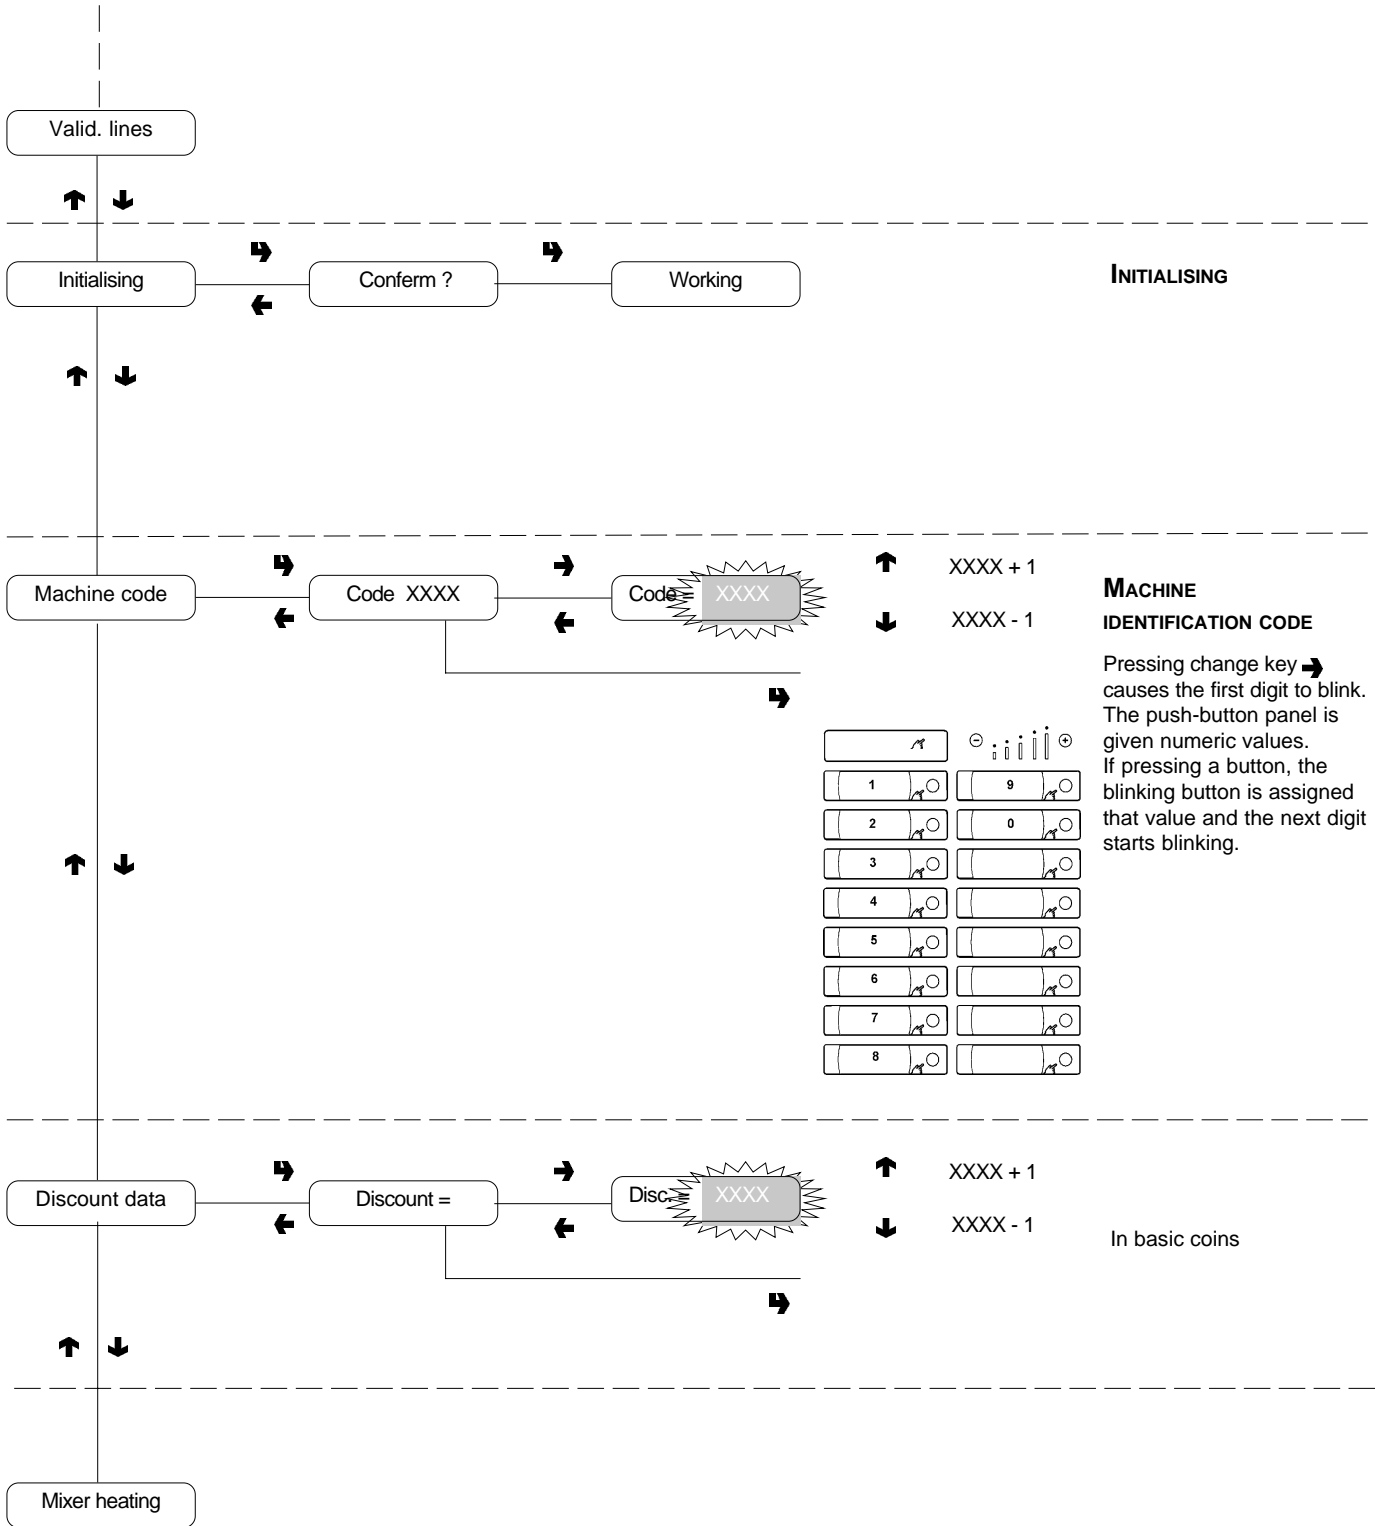 Valid. lines
Initialising
Conferm ?
Working
INITIALISING
Machine code
Code XXXX
Code = XXXX
XXXX + 1
XXXX - 1
MACHINE
IDENTIFICATION CODE
Pressing change key
causes the first digit to blink.
The push-button panel is
given numeric values.
If pressing a button, the
blinking button is assigned
that value and the next digit
starts blinking.
1 9
2 0
3
4
5
6
7
8
Discount data
Discount =
Disc. = XXXX
XXXX + 1
XXXX - 1
In basic coins
Mixer heating